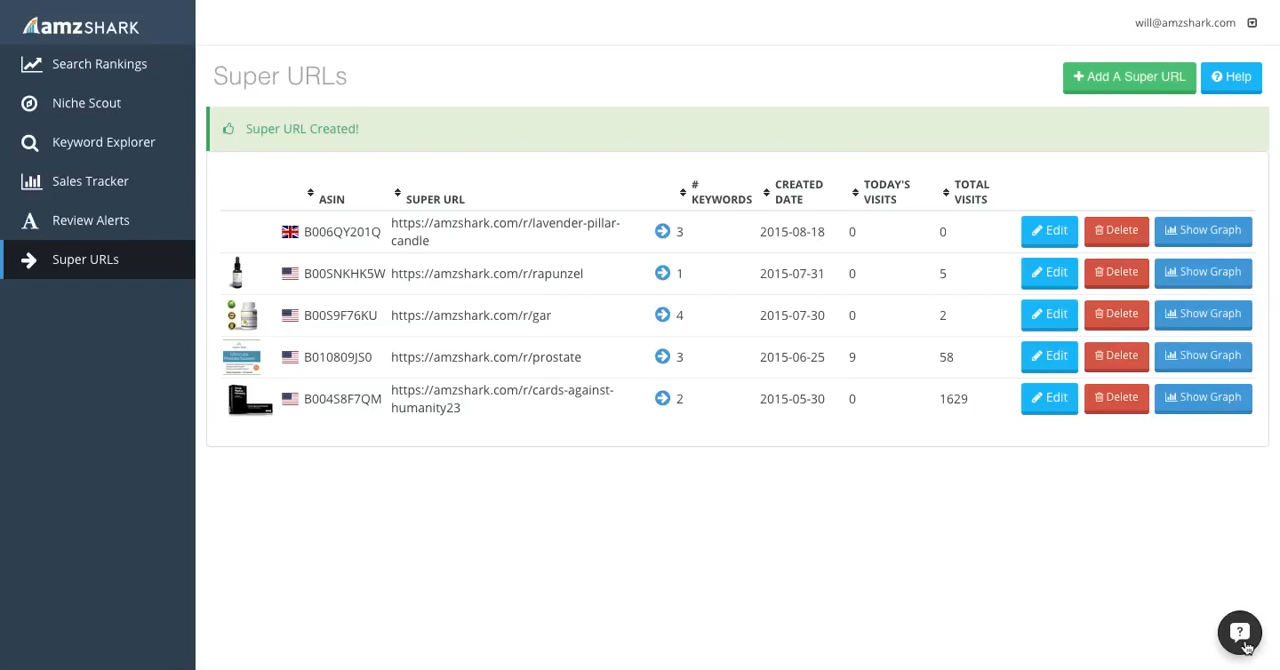 amzSHARK
will@amzshark.com
Search Rankings
Niche Scout
Keyword Explorer
Sales Tracker
Review Alerts
Super URLs
Super URLs
Add A Super URL
Help
Super URL Created!
ASIN SUPER URL # KEYWORDS CREATED DATE TODAY'S VISITS TOTAL VISITS
B006QY201Q https://amzshark.com/r/lavender-pillar- 3 2015-08-18 0 0 Edit Delete Show Graph
candle
B00SNKHK5W https://amzshark.com/r/rapunzel 1 2015-07-31 0 5 Edit Delete Show Graph
B00S9F76KU https://amzshark.com/r/gar 4 2015-07-30 0 2 Edit Delete Show Graph
B010809JS0 https://amzshark.com/r/prostate 3 2015-06-25 9 58 Edit Delete Show Graph
B004S8F7QM https://amzshark.com/r/cards-against- 2 2015-05-30 0 1629 Edit Delete Show Graph
humanity23